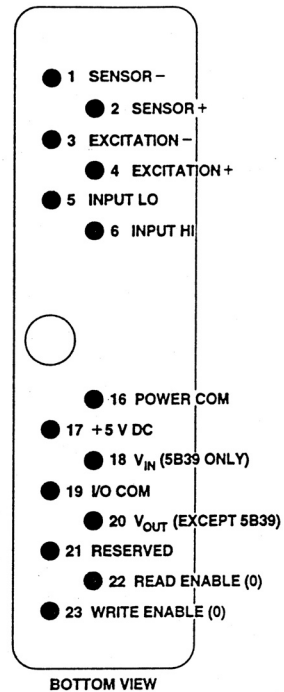 1 SENSOR –
2 SENSOR +
3 EXCITATION –
4 EXCITATION +
5 INPUT LO
6 INPUT HI
16 POWER COM
17 +5 V DC
18 VIN (5B39 ONLY)
19 I/O COM
20 VOUT (EXCEPT 5B39)
21 RESERVED
22 READ ENABLE (0)
23 WRITE ENABLE (0)
BOTTOM VIEW